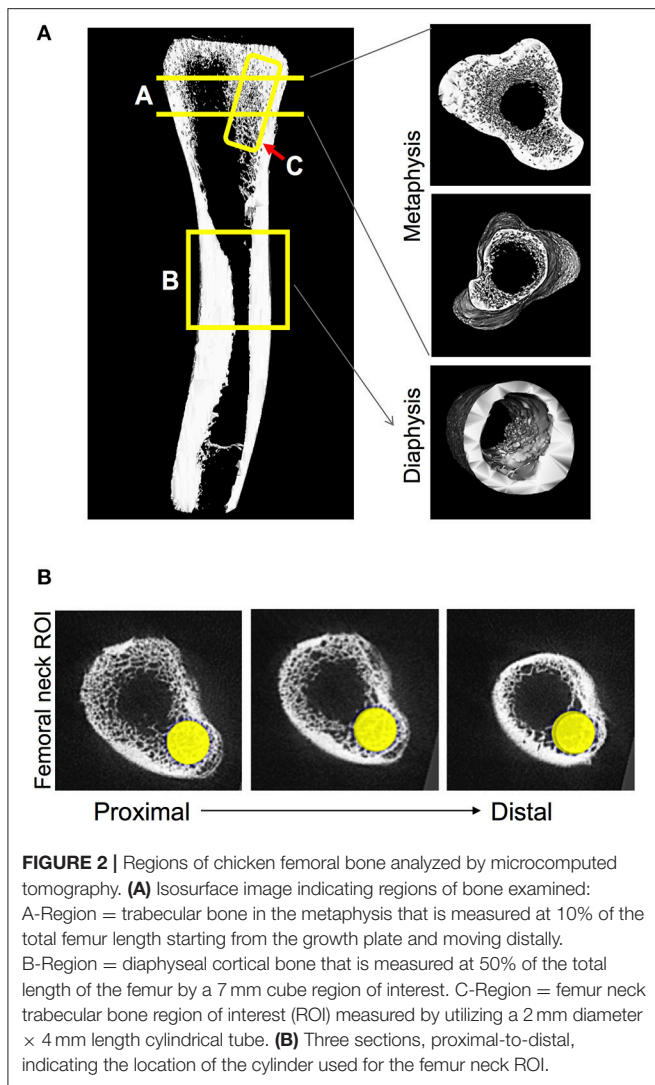 A
A
B
C
Metaphysis
Diaphysis
B
Femoral neck ROI
Proximal
Distal
FIGURE 2 | Regions of chicken femoral bone analyzed by microcomputed
tomography. (A) Isosurface image indicating regions of bone examined:
A-Region = trabecular bone in the metaphysis that is measured at 10% of the
total femur length starting from the growth plate and moving distally.
B-Region = diaphyseal cortical bone that is measured at 50% of the total
length of the femur by a 7 mm cube region of interest. C-Region = femur neck
trabecular bone region of interest (ROI) measured by utilizing a 2 mm diameter
× 4 mm length cylindrical tube. (B) Three sections, proximal-to-distal,
indicating the location of the cylinder used for the femur neck ROI.